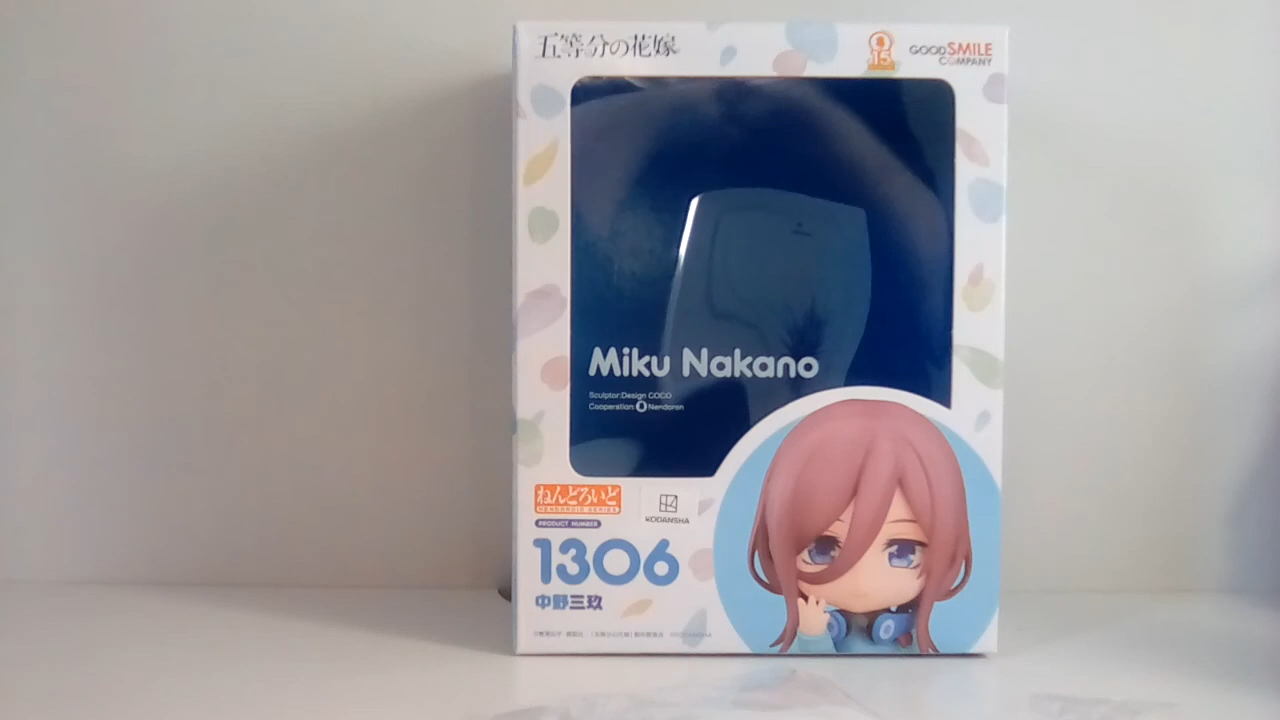 五等分の花嫁
15
GOOD SMILE
COMPANY
Miku Nakano
Sculptor:Design COCO
Cooperation: Nendoron
ねんどろいど
NENDOROID SERIES
KODANSHA
PRODUCT NUMBER
1306
中野三玖